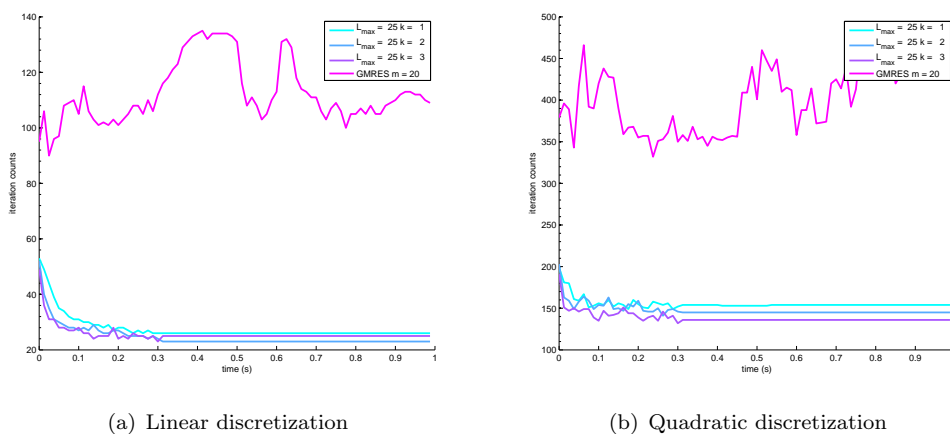 140
120
100
80
60
40
20
iteration counts
0 0.1 0.2 0.3 0.4 0.5 0.6 0.7 0.8 0.9 1
time (s)
L_max = 25 k = 1
L_max = 25 k = 2
L_max = 25 k = 3
GMRES m = 20
(a) Linear discretization
500
450
400
350
300
250
200
150
100
iteration counts
0 0.1 0.2 0.3 0.4 0.5 0.6 0.7 0.8 0.9
time (s)
L_max = 25 k = 1
L_max = 25 k = 2
L_max = 25 k = 3
GMRES m = 20
(b) Quadratic discretization